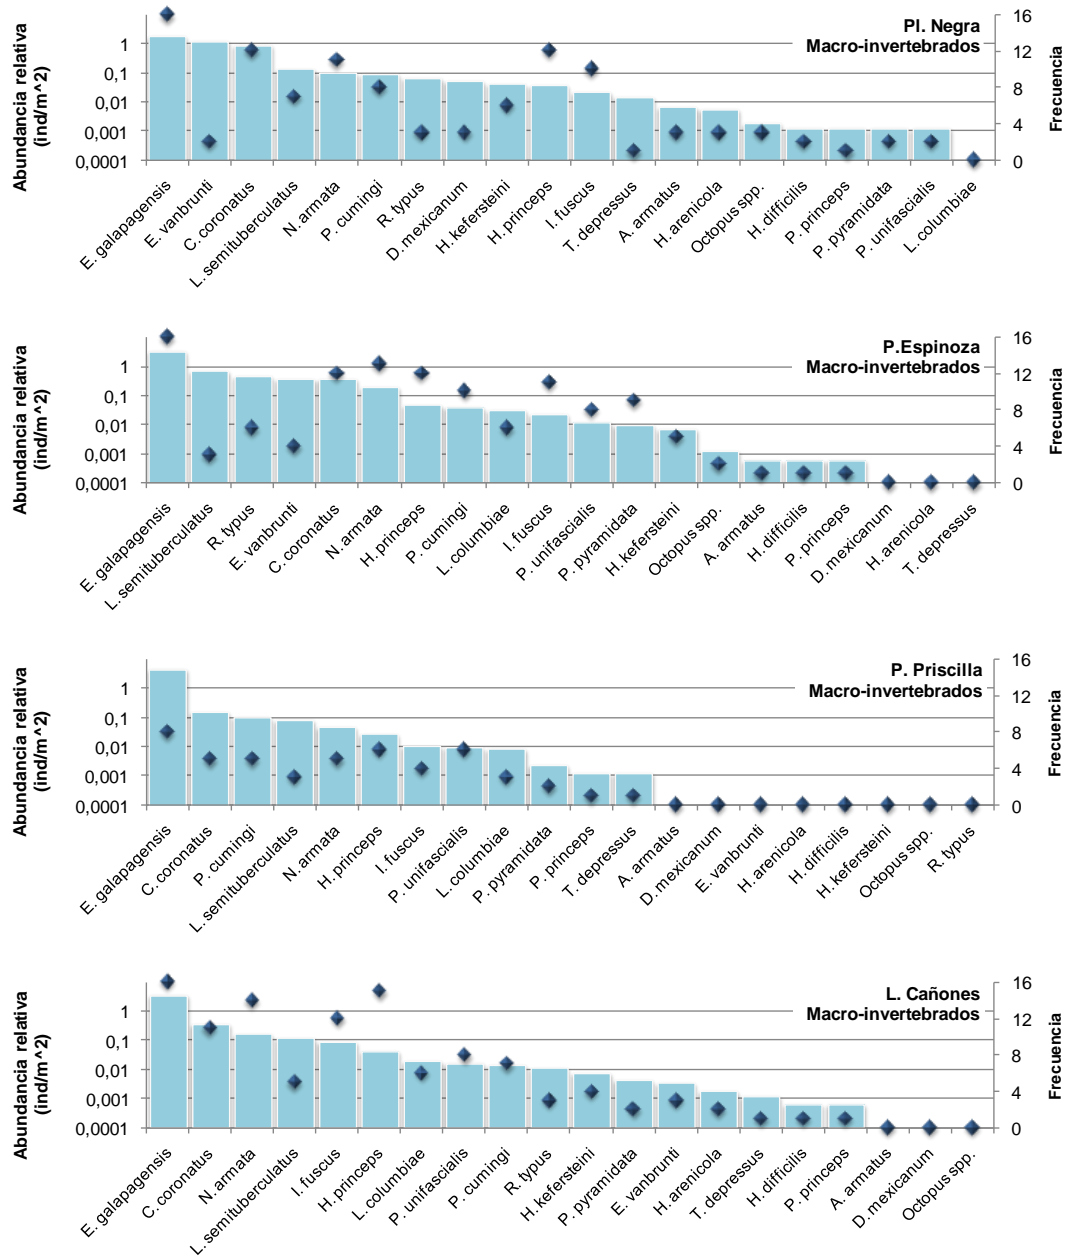 Pl. Negra
Macro-invertebrados
Abundancia relativa
(ind/m^2)
1
0,1
0,01
0,001
0,0001
16
12
8
4
0
Frecuencia
E. galapagensis
E. vanbrunti
C. coronatus
L. semituberculatus
N. armata
P. cumingi
R. typus
D. mexicanum
H. kefersteini
H. princeps
I. fuscus
T. depressus
A. armatus
H. arenicola
Octopus spp.
H. difficilis
P. princeps
P. pyramidata
P. unifascialis
L. columbiae
P.Espinoza
Macro-invertebrados
Abundancia relativa
(ind/m^2)
1
0,1
0,01
0,001
0,0001
16
12
8
4
0
Frecuencia
E. galapagensis
L. semituberculatus
R. typus
E. vanbrunti
C. coronatus
N. armata
H. princeps
P. cumingi
L. columbiae
I. fuscus
P. unifascialis
P. pyramidata
H. kefersteini
Octopus spp.
A. armatus
H. difficilis
P. princeps
D. mexicanum
H. arenicola
T. depressus
P. Priscilla
Macro-invertebrados
Abundancia relativa
(ind/m^2)
1
0,1
0,01
0,001
0,0001
16
12
8
4
0
Frecuencia
E. galapagensis
C. coronatus
P. cumingi
L. semituberculatus
N. armata
H. princeps
I. fuscus
P. unifascialis
L. columbiae
P. pyramidata
P. princeps
T. depressus
A. armatus
D. mexicanum
E. vanbrunti
H. arenicola
H. difficilis
H. kefersteini
Octopus spp.
R. typus
L. Cañones
Macro-invertebrados
Abundancia relativa
(ind/m^2)
1
0,1
0,01
0,001
0,0001
16
12
8
4
0
Frecuencia
E. galapagensis
C. coronatus
N. armata
L. semituberculatus
I. fuscus
H. princeps
L. columbiae
P. unifascialis
P. cumingi
R. typus
H. kefersteini
P. pyramidata
E. vanbrunti
H. arenicola
T. depressus
H. difficilis
P. princeps
A. armatus
D. mexicanum
Octopus spp.